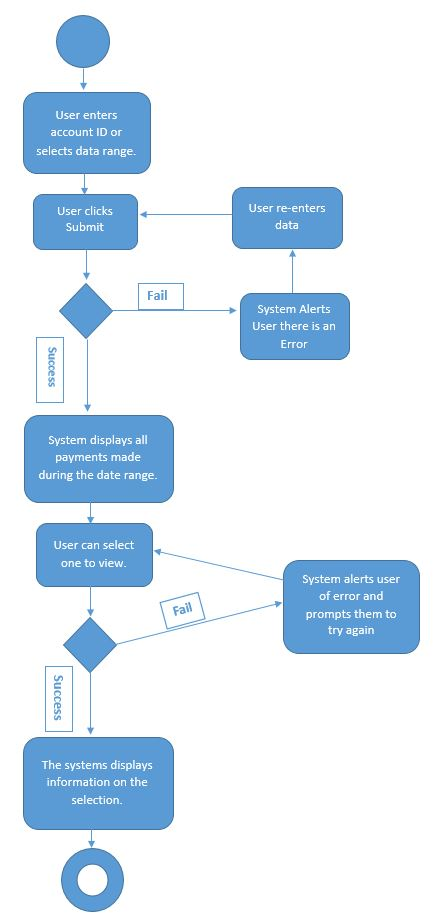 User enters
account ID or
selects data range.
User clicks
Submit
User re-enters
data
Fail
System Alerts
User there is an
Error
Success
System displays all
payments made
during the date range.
User can select
one to view.
Fail
System alerts user
of error and
prompts them to
try again
Success
The systems displays
information on the
selection.